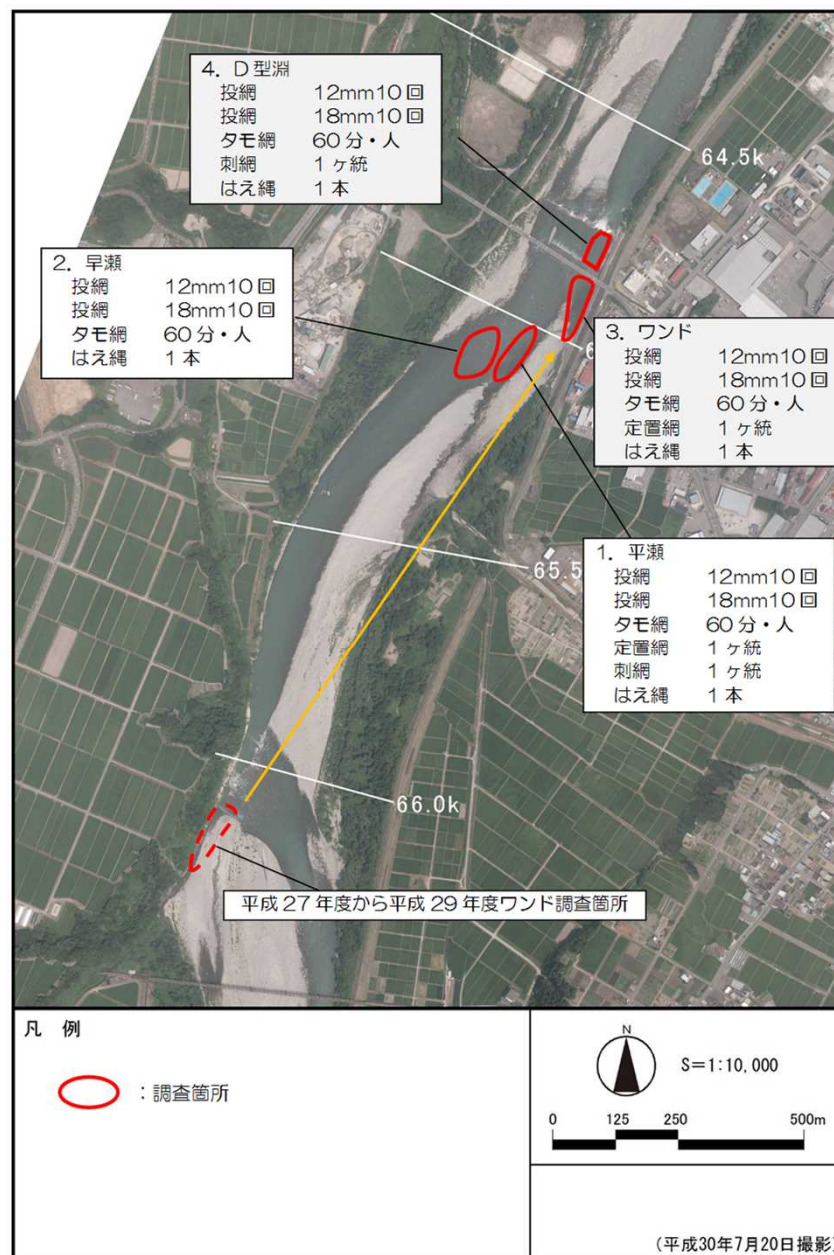 4. D型淵
投網 12mm10回
投網 18mm10回
タモ網 60分・人
刺網 1ヶ統
はえ縄 1本
64.5k
2. 早瀬
投網 12mm10回
投網 18mm10回
タモ網 60分・人
はえ縄 1本
3. ワンド
投網 12mm10回
投網 18mm10回
タモ網 60分・人
定置網 1ヶ統
はえ縄 1本
65.5
1. 平瀬
投網 12mm10回
投網 18mm10回
タモ網 60分・人
定置網 1ヶ統
刺網 1ヶ統
はえ縄 1本
66.0k
平成27年度から平成29年度ワンド調査箇所
凡 例
:調査箇所
N
S=1:10,000
0 125 250 500m
(平成30年7月20日撮影